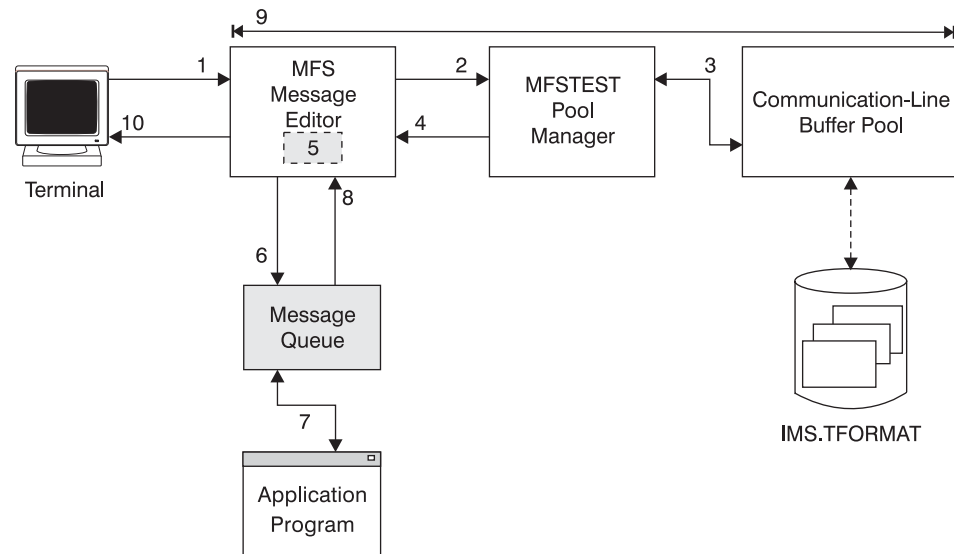 9
1
MFS
Message
Editor
5
2
MFSTEST
Pool
Manager
3
Communication-Line
Buffer Pool
10
4
Terminal
8
6
Message
Queue
7
IMS.TFORMAT
Application
Program